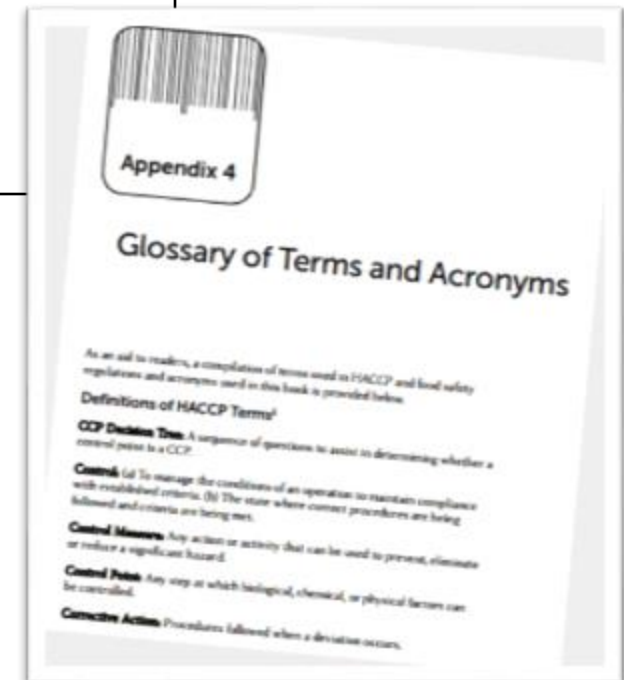 Appendix 4
Glossary of Terms and Acronyms
As an aid to readers, a compilation of terms used in HACCP and food safety
regulations and acronyms used in this book is provided below.
Definitions of HACCP Terms¹
CCP Decision Tree: A sequence of questions to assist in determining whether a
control point is a CCP.
Control: (a) To manage the conditions of an operation to maintain compliance
with established criteria. (b) The state where correct procedures are being
followed and criteria are being met.
Control Measure: Any action or activity that can be used to prevent, eliminate
or reduce a significant hazard.
Control Point: Any step at which biological, chemical, or physical factors can
be controlled.
Corrective Action: Procedures followed when a deviation occurs.